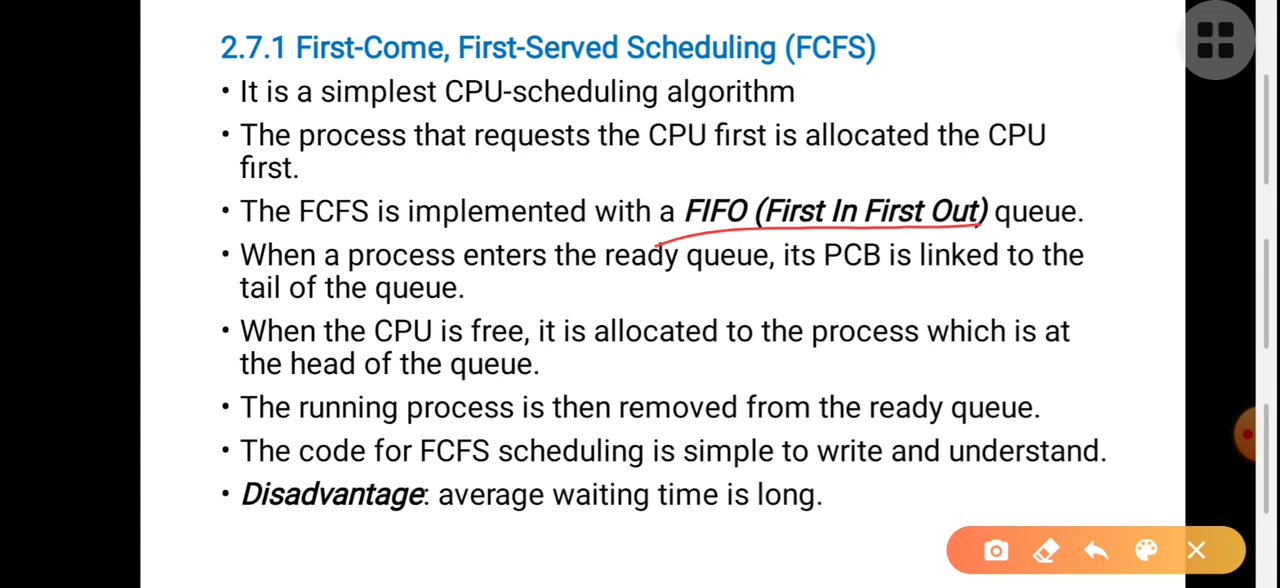 2.7.1 First-Come, First-Served Scheduling (FCFS)
• It is a simplest CPU-scheduling algorithm
• The process that requests the CPU first is allocated the CPU
first.
• The FCFS is implemented with a FIFO (First In First Out) queue.
• When a process enters the ready queue, its PCB is linked to the
tail of the queue.
• When the CPU is free, it is allocated to the process which is at
the head of the queue.
• The running process is then removed from the ready queue.
• The code for FCFS scheduling is simple to write and understand.
• Disadvantage: average waiting time is long.